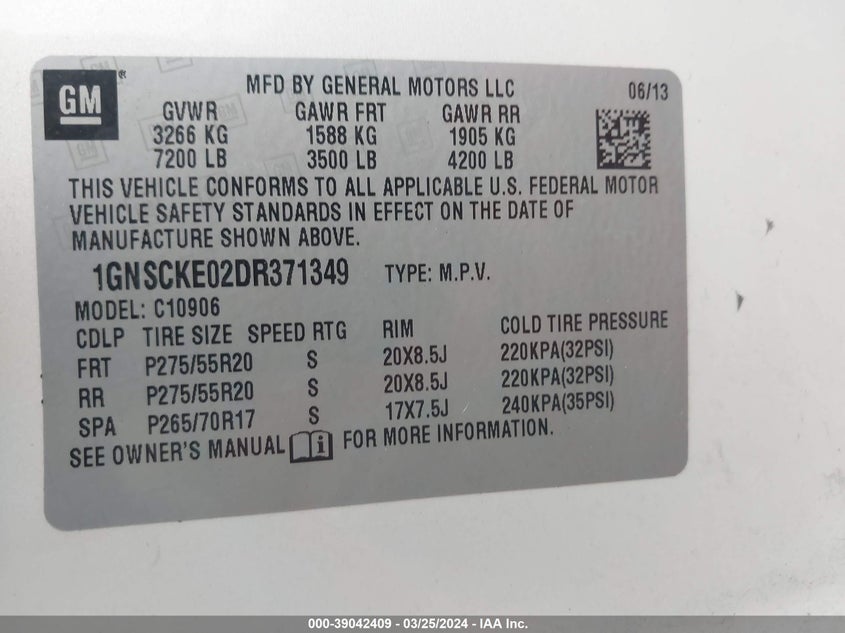 GM®
MFD BY GENERAL MOTORS LLC
06/13
GVWR GAWR FRT GAWR RR
3266 KG 1588 KG 1905 KG
7200 LB 3500 LB 4200 LB
THIS VEHICLE CONFORMS TO ALL APPLICABLE U.S. FEDERAL MOTOR
VEHICLE SAFETY STANDARDS IN EFFECT ON THE DATE OF
MANUFACTURE SHOWN ABOVE.
1GNSCKE02DR371349 TYPE: M.P.V.
MODEL: C10906
CDLP TIRE SIZE SPEED RTG RIM COLD TIRE PRESSURE
FRT P275/55R20 S 20X8.5J 220KPA(32PSI)
RR P275/55R20 S 20X8.5J 220KPA(32PSI)
SPA P265/70R17 S 17X7.5J 240KPA(35PSI)
SEE OWNER'S MANUAL i FOR MORE INFORMATION.
000-39042409 - 03/25/2024 - IAA Inc.